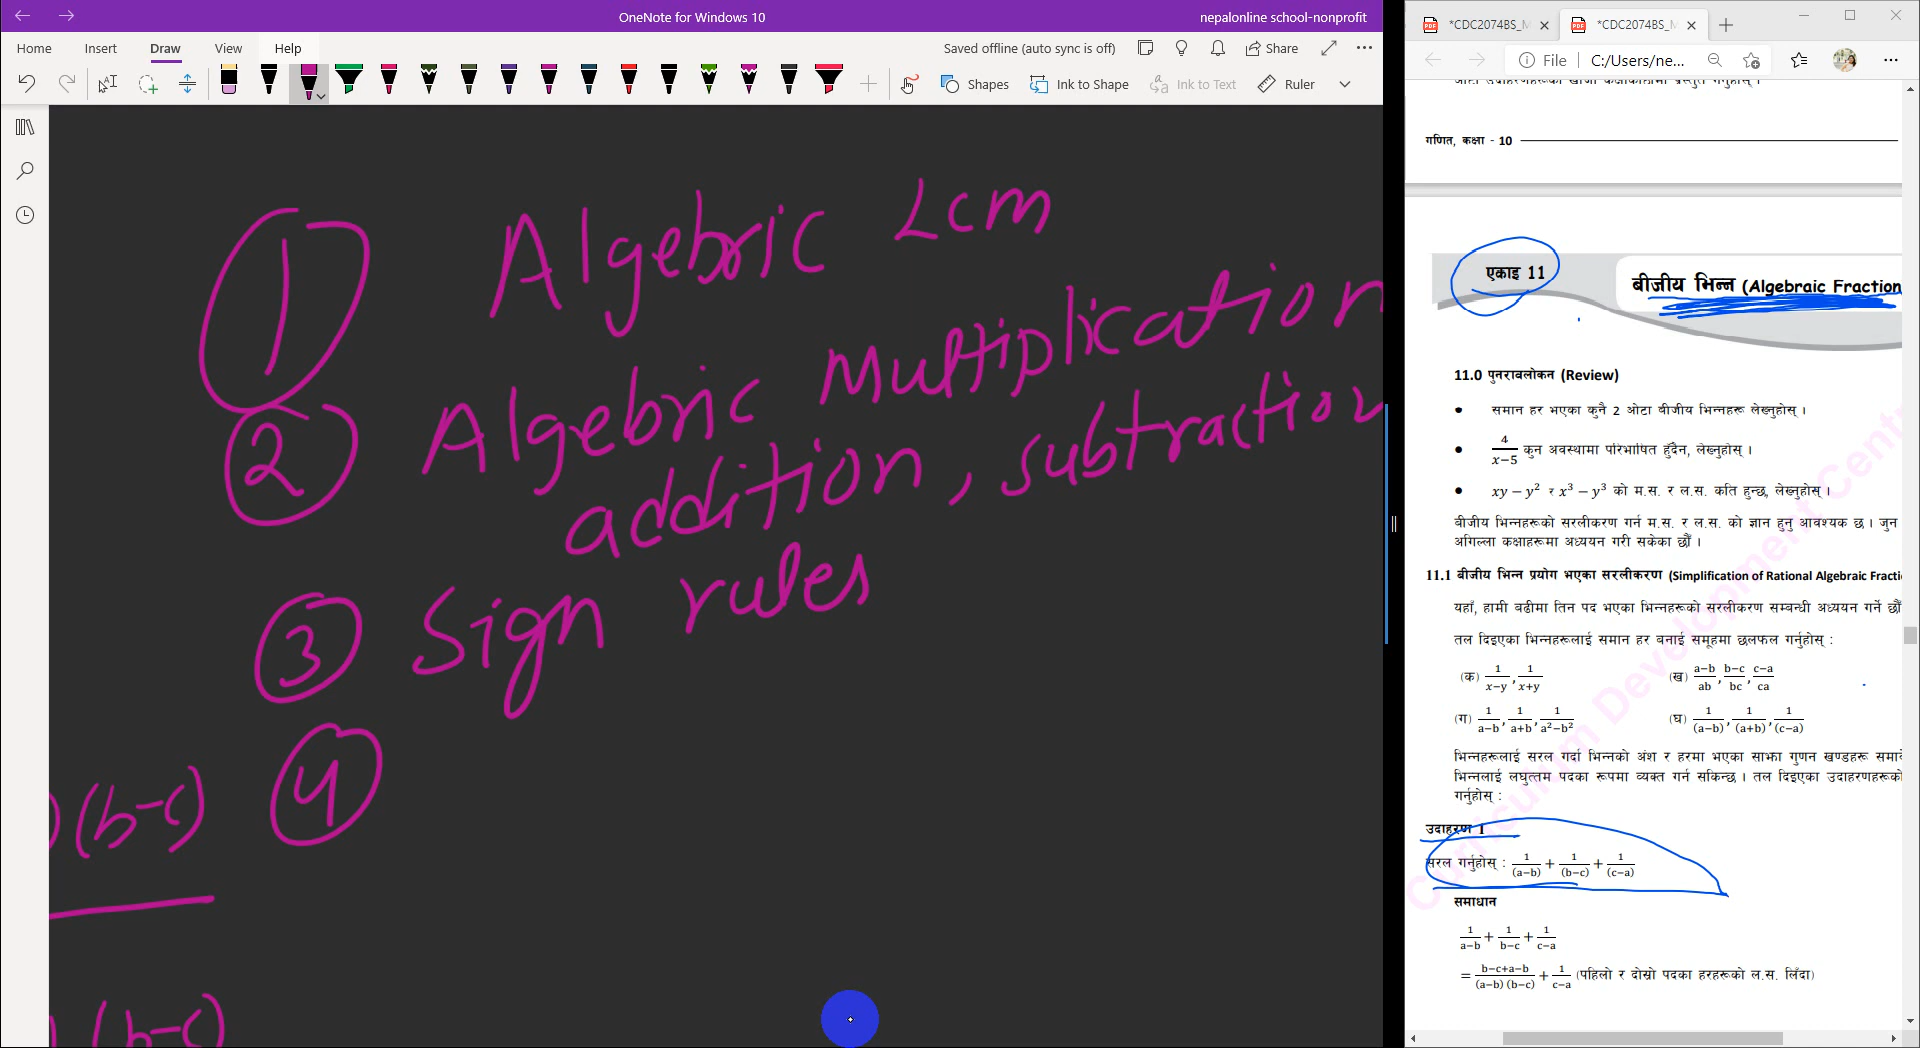 OneNote for Windows 10
nepalonline school-nonprofit
Home Insert Draw View Help
Saved offline (auto sync is off) Share
Shapes Ink to Shape Ink to Text Ruler
1 Algebric Lcm
2 Algebric Multiplication
addition, subtraction
3 Sign rules
4
)(b-c)
(b-c)
*CDC2074BS_M
*CDC2074BS_M
File C:/Users/ne...
गणित, कक्षा - 10
एकाइ 11
बीजीय भिन्न (Algebraic Fraction
11.0 पुनरावलोकन (Review)
• समान हर भएका कुनै 2 ओटा बीजीय भिन्नहरू लेख्नुहोस् ।
• 4/(x−5) कुन अवस्थामा परिभाषित हुँदैन, लेख्नुहोस् ।
• xy − y² र x³ − y³ को म.स. र ल.स. कति हुन्छ, लेख्नुहोस् ।
बीजीय भिन्नहरूको सरलीकरण गर्न म.स. र ल.स. को ज्ञान हुनु आवश्यक छ । जुन
अगिल्ला कक्षाहरूमा अध्ययन गरी सकेका छौँ ।
11.1 बीजीय भिन्न प्रयोग भएका सरलीकरण (Simplification of Rational Algebraic Fracti
यहाँ, हामी बढीमा तिन पद भएका भिन्नहरूको सरलीकरण सम्बन्धी अध्ययन गर्ने छौँ
तल दिइएका भिन्नहरूलाई समान हर बनाई समूहमा छलफल गर्नुहोस् :
(क) 1/(x−y), 1/(x+y) (ख) (a−b)/ab, (b−c)/bc, (c−a)/ca
(ग) 1/(a−b), 1/(a+b), 1/(a²−b²) (घ) 1/(a−b), 1/(a+b), 1/(c−a)
भिन्नहरूलाई सरल गर्दा भिन्नको अंश र हरमा भएका साझा गुणन खण्डहरू
भिन्नलाई लघुत्तम पदका रूपमा व्यक्त गर्न सकिन्छ । तल दिइएका उदाहरणहरूको
गर्नुहोस् :
उदाहरण 1
सरल गर्नुहोस् : 1/(a−b) + 1/(b−c) + 1/(c−a)
समाधान
1/(a−b) + 1/(b−c) + 1/(c−a)
= (b−c+a−b)/((a−b)(b−c)) + 1/(c−a) (पहिलो र दोस्रो पदका हरहरूको ल.स. लिँदा)
Curriculum Development Centr